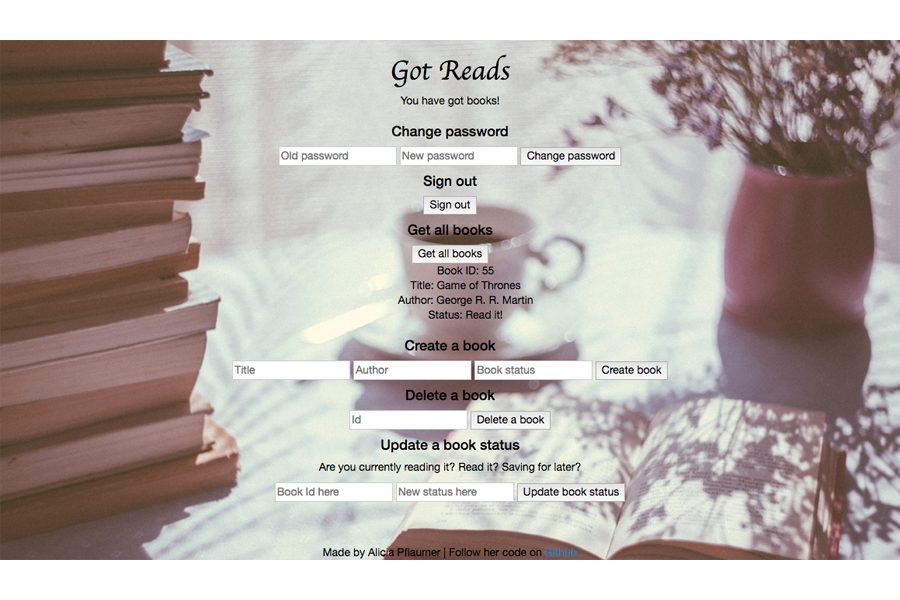 Got Reads
You have got books!
Change password
Old password New password Change password
Sign out
Sign out
Get all books
Get all books
Book ID: 55
Title: Game of Thrones
Author: George R. R. Martin
Status: Read it!
Create a book
Title Author Book status Create book
Delete a book
Id Delete a book
Update a book status
Are you currently reading it? Read it? Saving for later?
Book Id here New status here Update book status
Made by Alicia Pflaumer | Follow her code on Github.